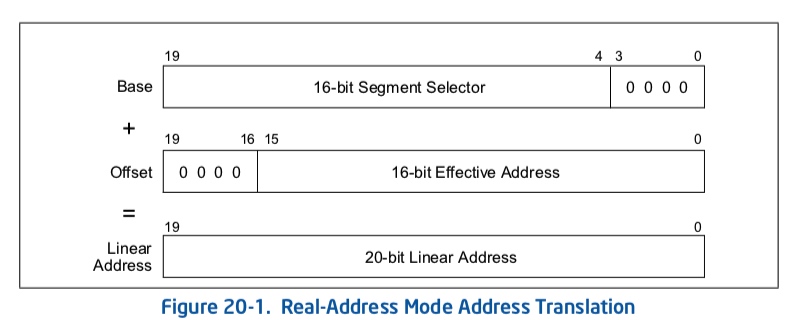 19 4 3 0
Base 16-bit Segment Selector 0 0 0 0
+
19 16 15 0
Offset 0 0 0 0 16-bit Effective Address
=
19 0
Linear
Address 20-bit Linear Address
Figure 20-1. Real-Address Mode Address Translation